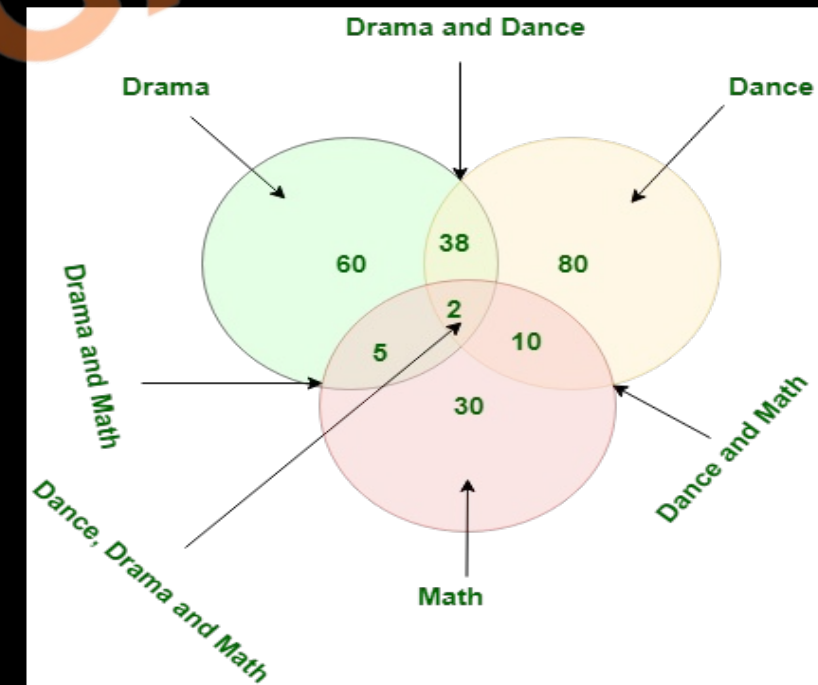 Drama and Dance
Drama
Dance
38
60
80
Drama and Math
2
5
10
30
Dance and Math
Dance, Drama and Math
Math